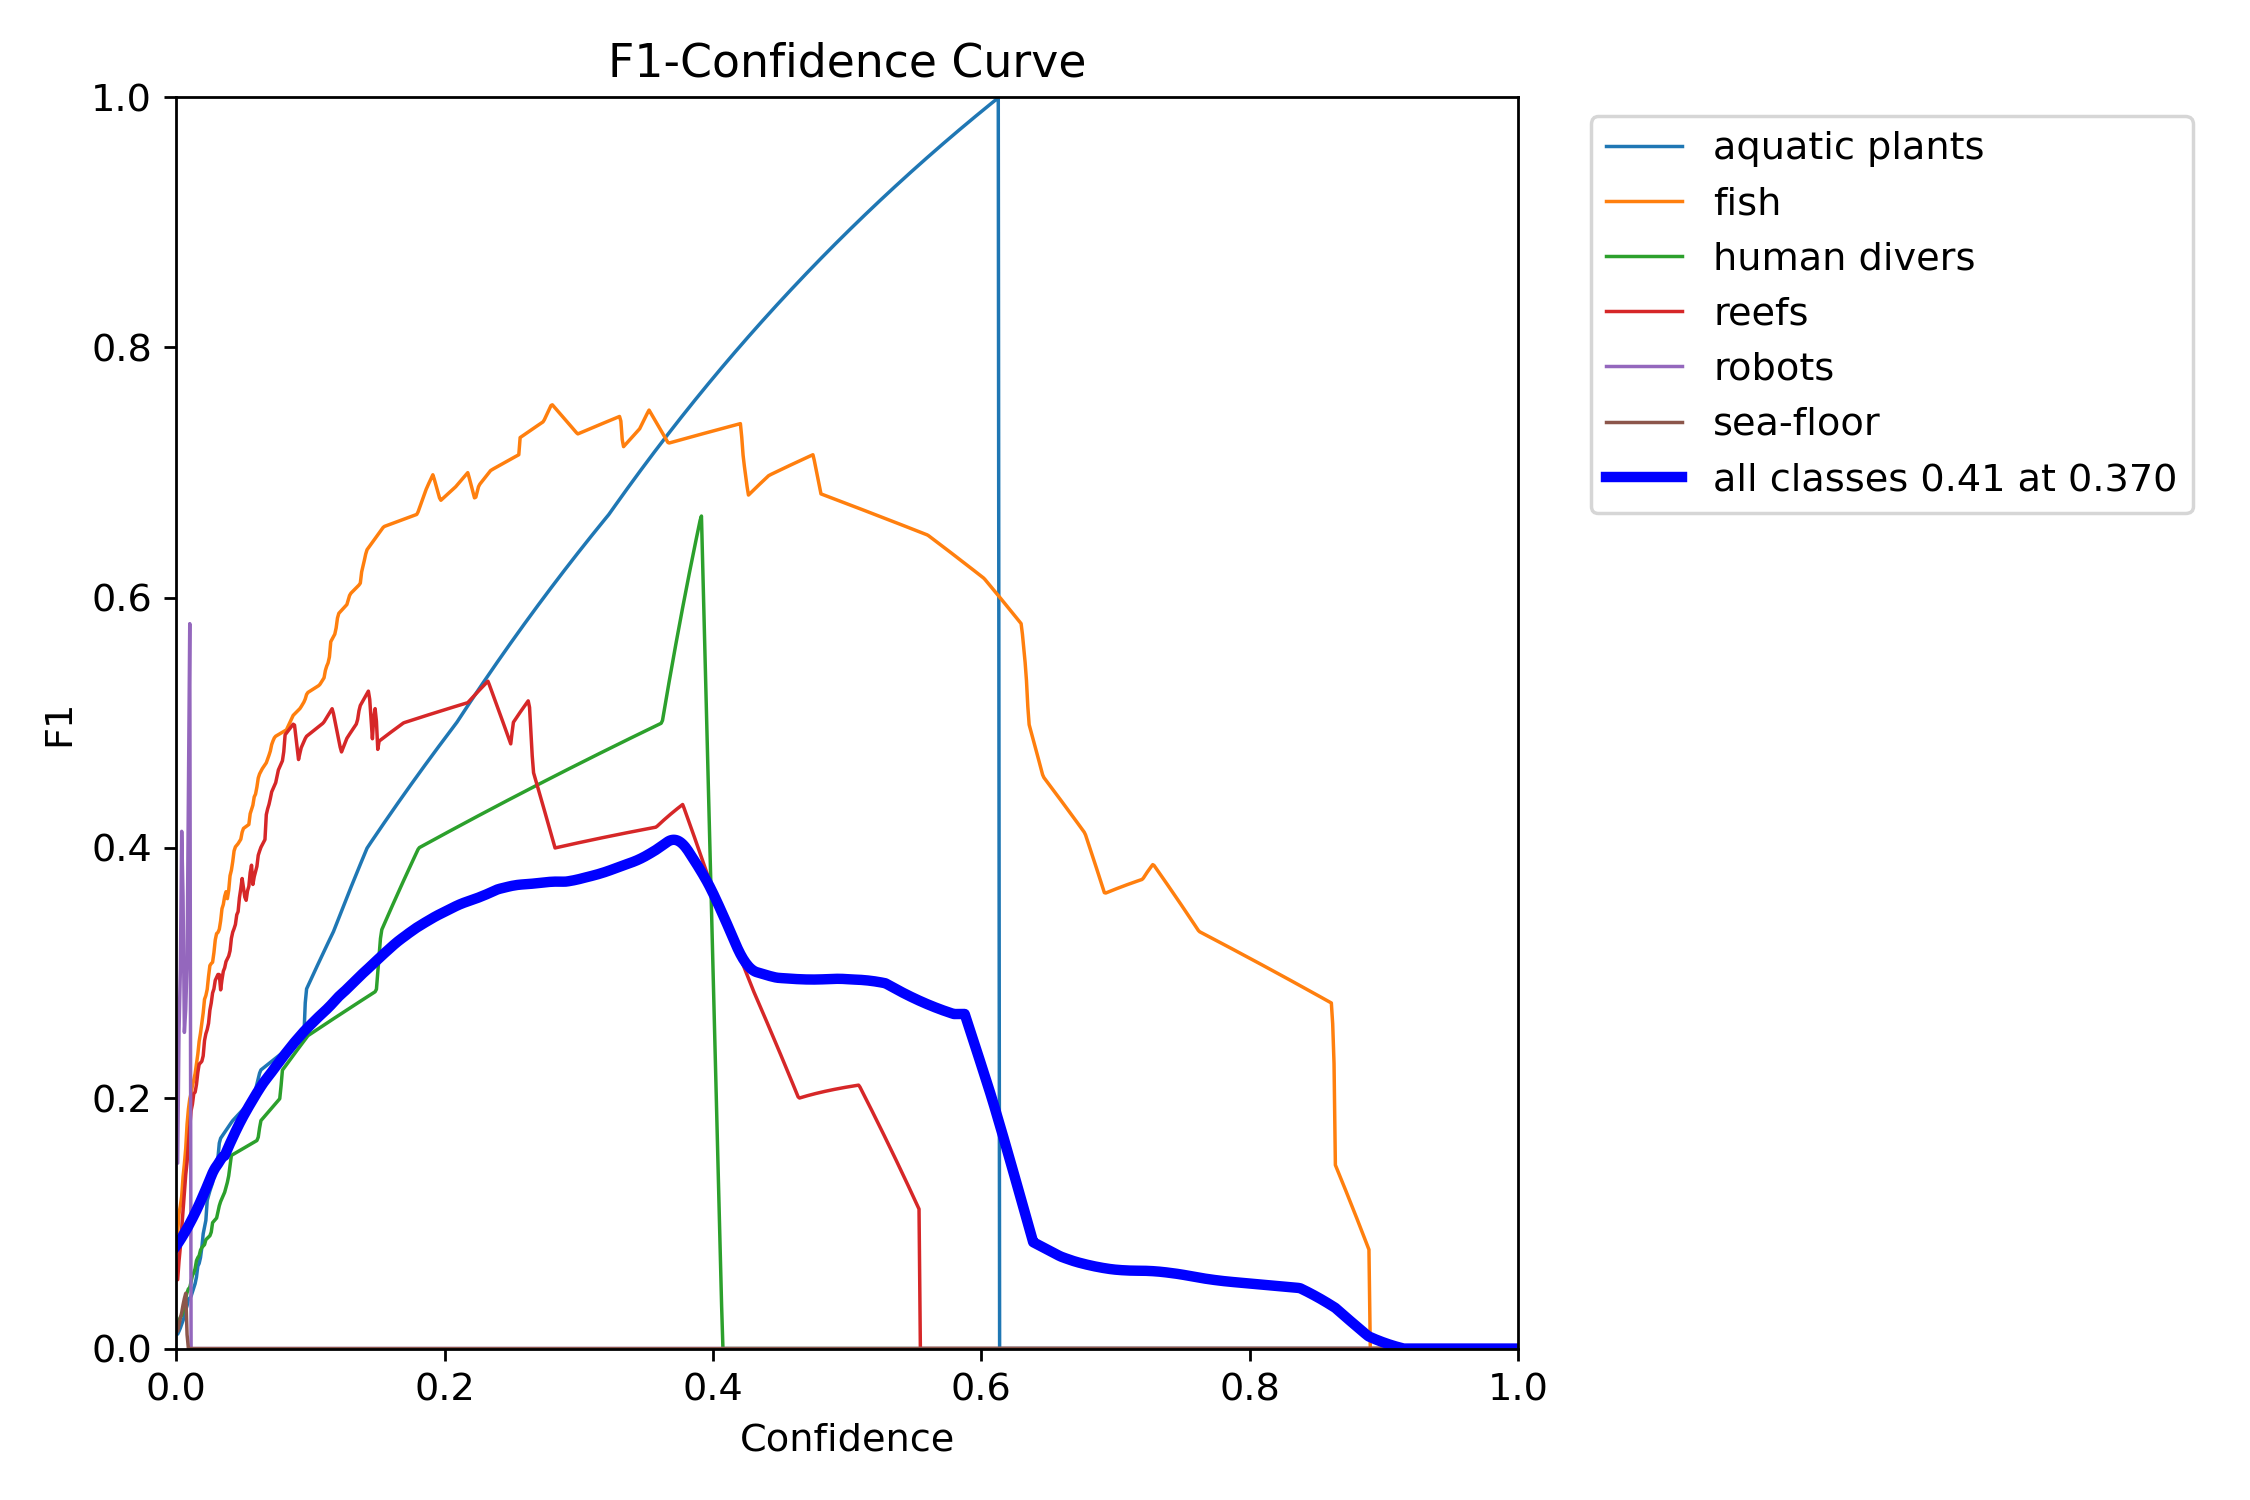 F1-Confidence Curve
1.0
0.8
0.6
0.4
0.2
0.0
F1
0.0 0.2 0.4 0.6 0.8 1.0
Confidence
aquatic plants
fish
human divers
reefs
robots
sea-floor
all classes 0.41 at 0.370